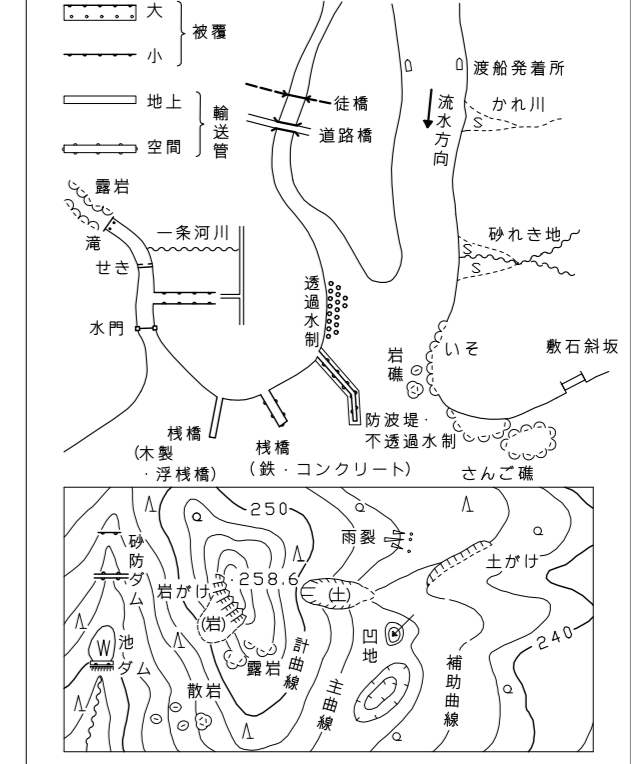 大
小
被覆
地上
空間
輸送管
徒橋
道路橋
渡船発着所
流水方向
かれ川
S
砂れき地
S
露岩
滝
せき
水門
一条河川
透過水制
岩礁
いそ
敷石斜坂
防波堤・
不透過水制
さんご礁
桟橋
(木製
・浮桟橋)
桟橋
(鉄・コンクリート)
250
258.6
240
砂防ダム
池
ダム
W
岩がけ
(岩)
露岩
散岩
計曲線
主曲線
雨裂
(土)
土がけ
凹地
補助曲線